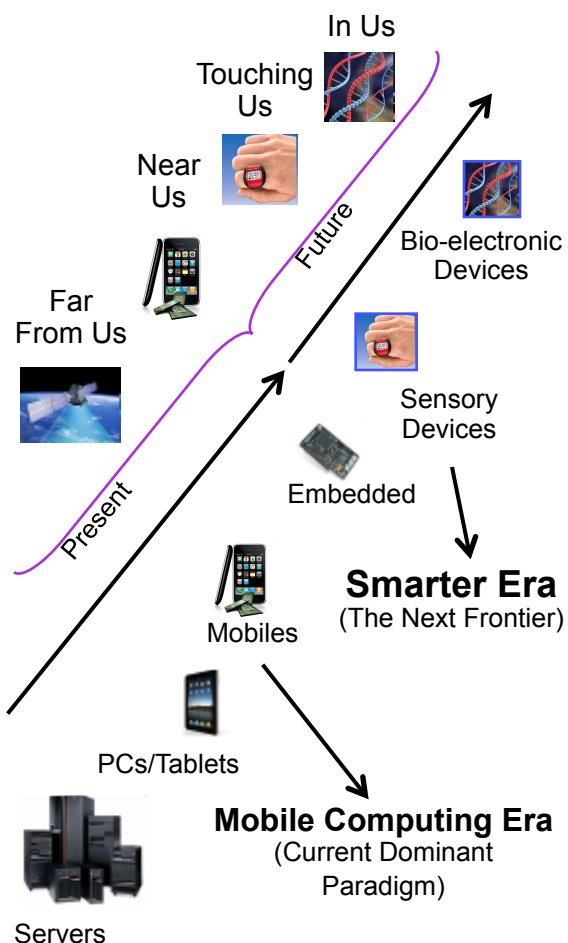 In Us
Touching
Us
Near
Us
Future
Far
From Us
Present
Bio-electronic
Devices
Sensory
Devices
Embedded
Smarter Era
(The Next Frontier)
Mobiles
PCs/Tablets
Mobile Computing Era
(Current Dominant
Paradigm)
Servers